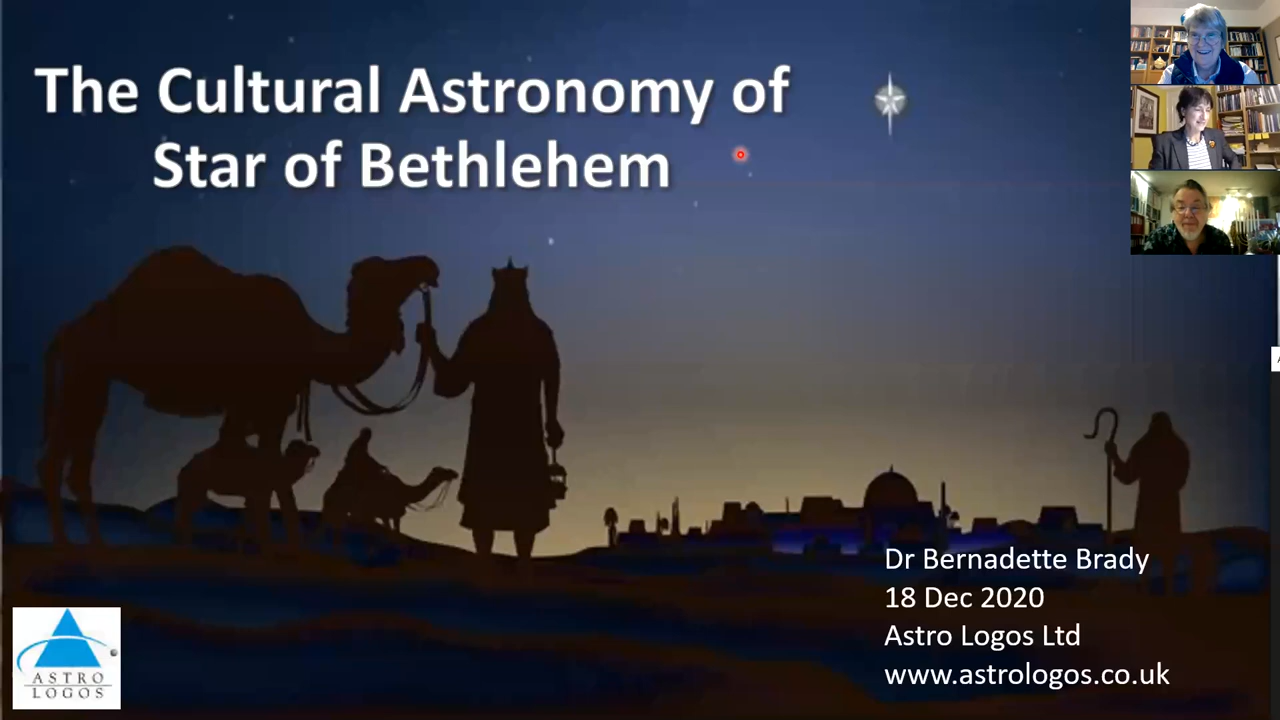 The Cultural Astronomy of
Star of Bethlehem
Dr Bernadette Brady
18 Dec 2020
Astro Logos Ltd
www.astrologos.co.uk
ASTRO
LOGOS